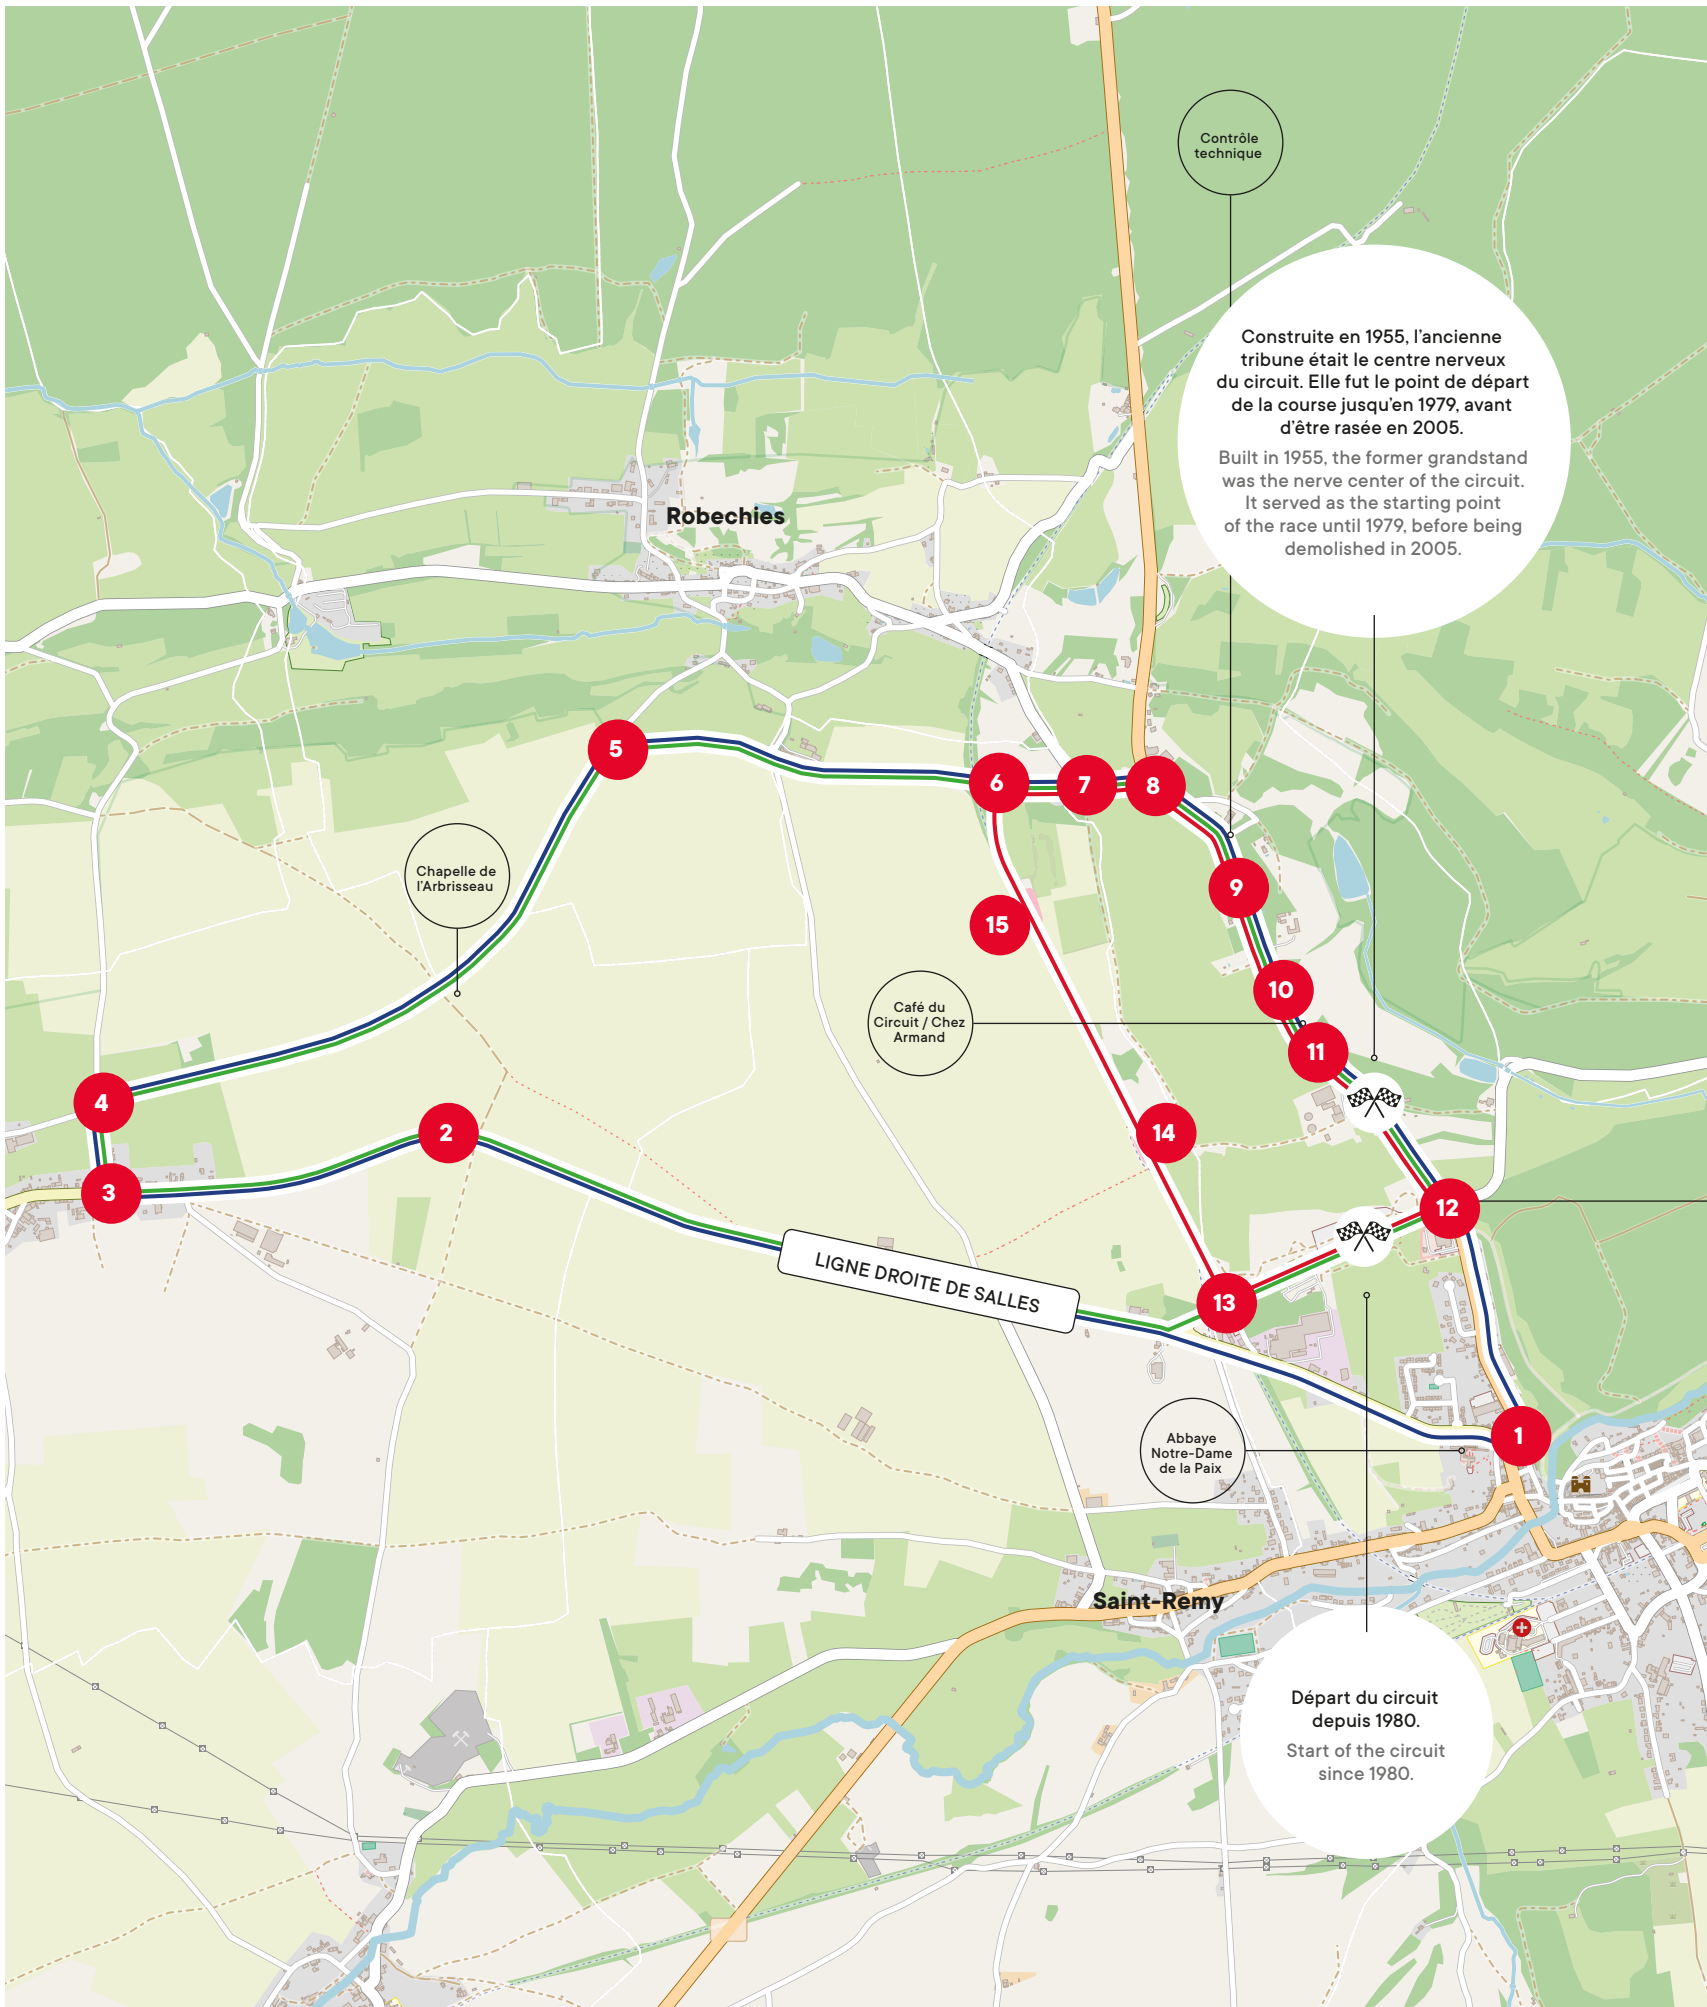 Contrôle
technique
Construite en 1955, l'ancienne
tribune était le centre nerveux
du circuit. Elle fut le point de départ
de la course jusqu'en 1979, avant
d'être rasée en 2005.
Built in 1955, the former grandstand
was the nerve center of the circuit.
It served as the starting point
of the race until 1979, before being
demolished in 2005.
Robechies
5
6
7
8
Chapelle de
l'Arbrisseau
9
15
10
Café du
Circuit / Chez
Armand
11
4
2
14
3
12
LIGNE DROITE DE SALLES
13
1
Abbaye
Notre-Dame
de la Paix
Saint-Remy
Départ du circuit
depuis 1980.
Start of the circuit
since 1980.